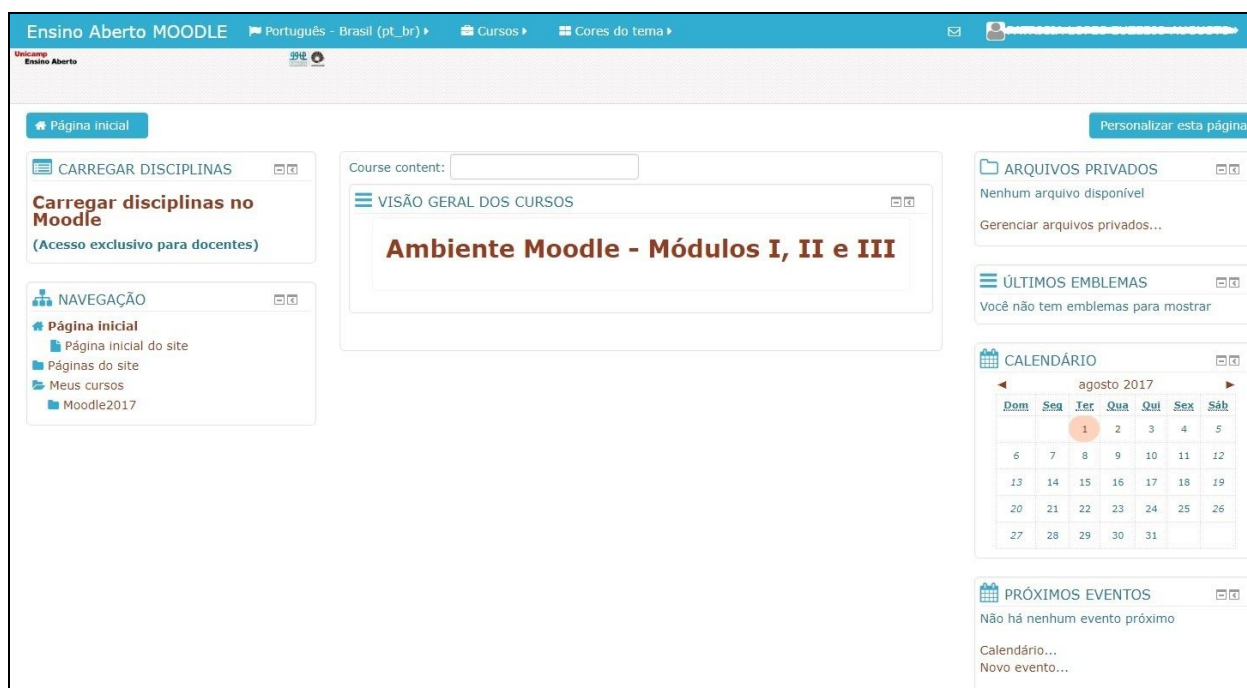 Ensino Aberto MOODLE
Português - Brasil (pt_br)
Cursos
Cores do tema
Unicamp
Ensino Aberto
Página inicial
Personalizar esta página
CARREGAR DISCIPLINAS
Carregar disciplinas no
Moodle
(Acesso exclusivo para docentes)
NAVEGAÇÃO
Página inicial
Página inicial do site
Páginas do site
Meus cursos
Moodle2017
Course content:
VISÃO GERAL DOS CURSOS
Ambiente Moodle - Módulos I, II e III
ARQUIVOS PRIVADOS
Nenhum arquivo disponível
Gerenciar arquivos privados...
ÚLTIMOS EMBLEMAS
Você não tem emblemas para mostrar
CALENDÁRIO
◄ agosto 2017 ►
Dom Seg Ter Qua Qui Sex Sáb
1 2 3 4 5
6 7 8 9 10 11 12
13 14 15 16 17 18 19
20 21 22 23 24 25 26
27 28 29 30 31
PRÓXIMOS EVENTOS
Não há nenhum evento próximo
Calendário...
Novo evento...